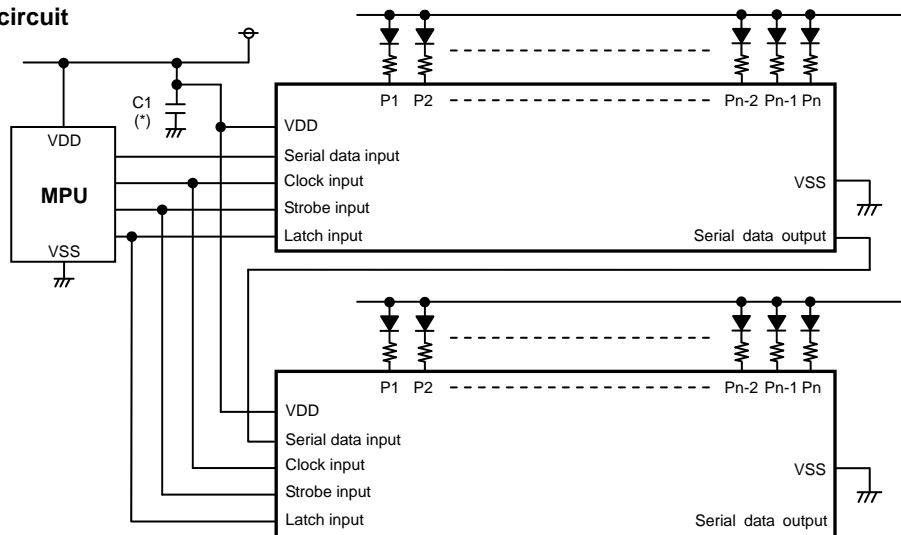 circuit
C1
(*)
VDD
MPU
VSS
P1 P2 Pn-2 Pn-1 Pn
VDD
Serial data input
Clock input
Strobe input
Latch input
VSS
Serial data output
P1 P2 Pn-2 Pn-1 Pn
VDD
Serial data input
Clock input
Strobe input
Latch input
VSS
Serial data output